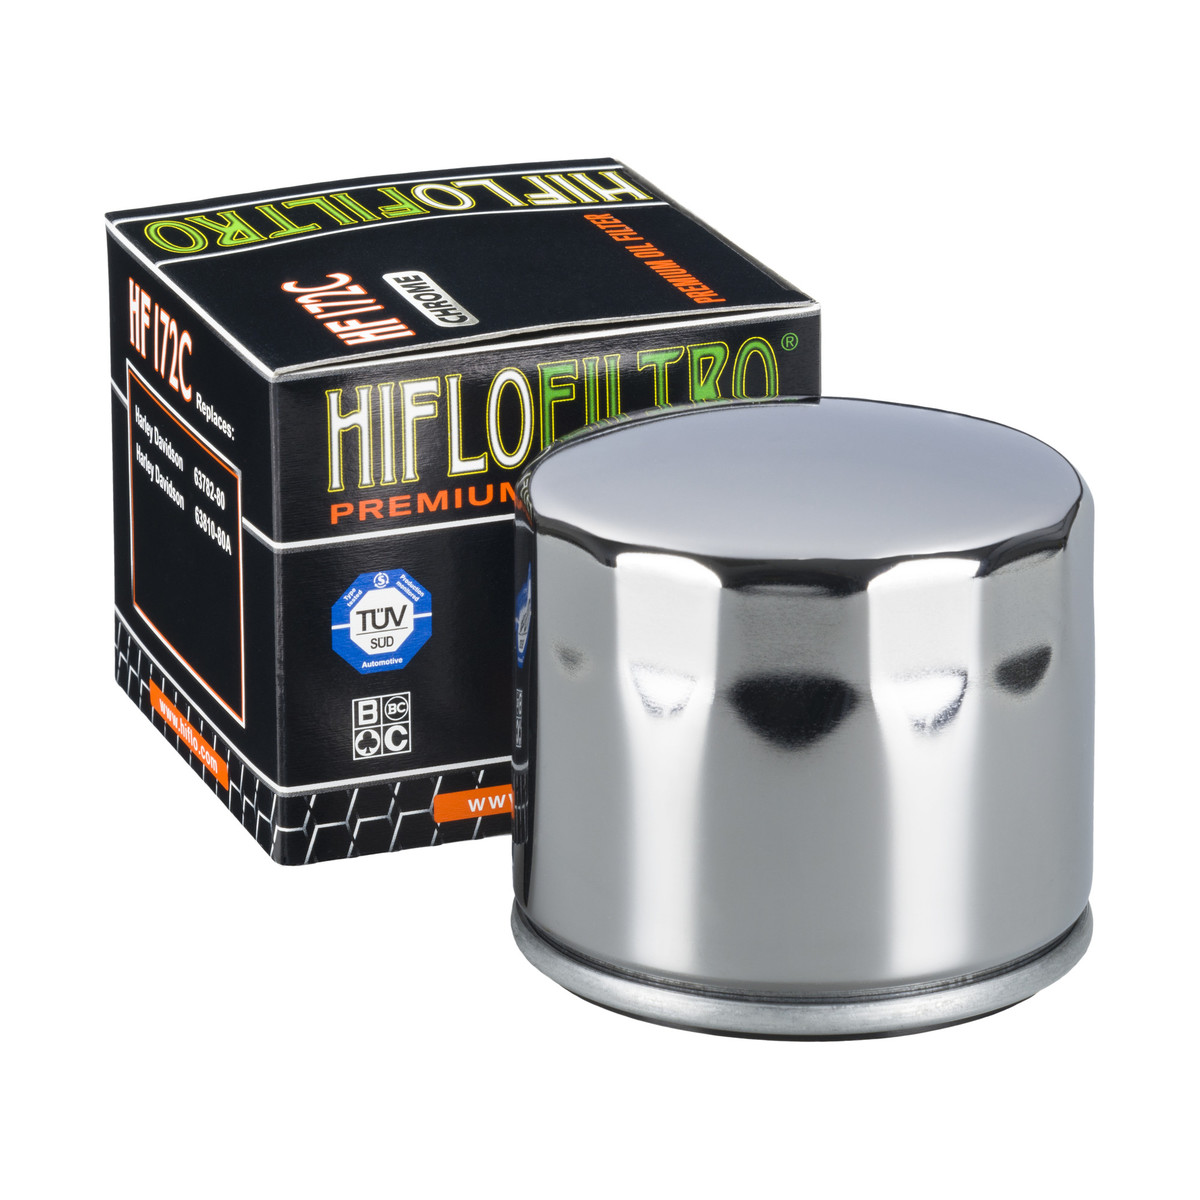 HIFLOFILTRO
PREMIUM OIL FILTER
HF172C
CHROME
HF172C
Replaces:
Harley Davidson 63782-80
Harley Davidson 63810-80A
www.hiflo.com
HIFLOFILTRO®
PREMIUM
Type tested
Production monitored
TÜV
SÜD
Automotive
B BC
C
www